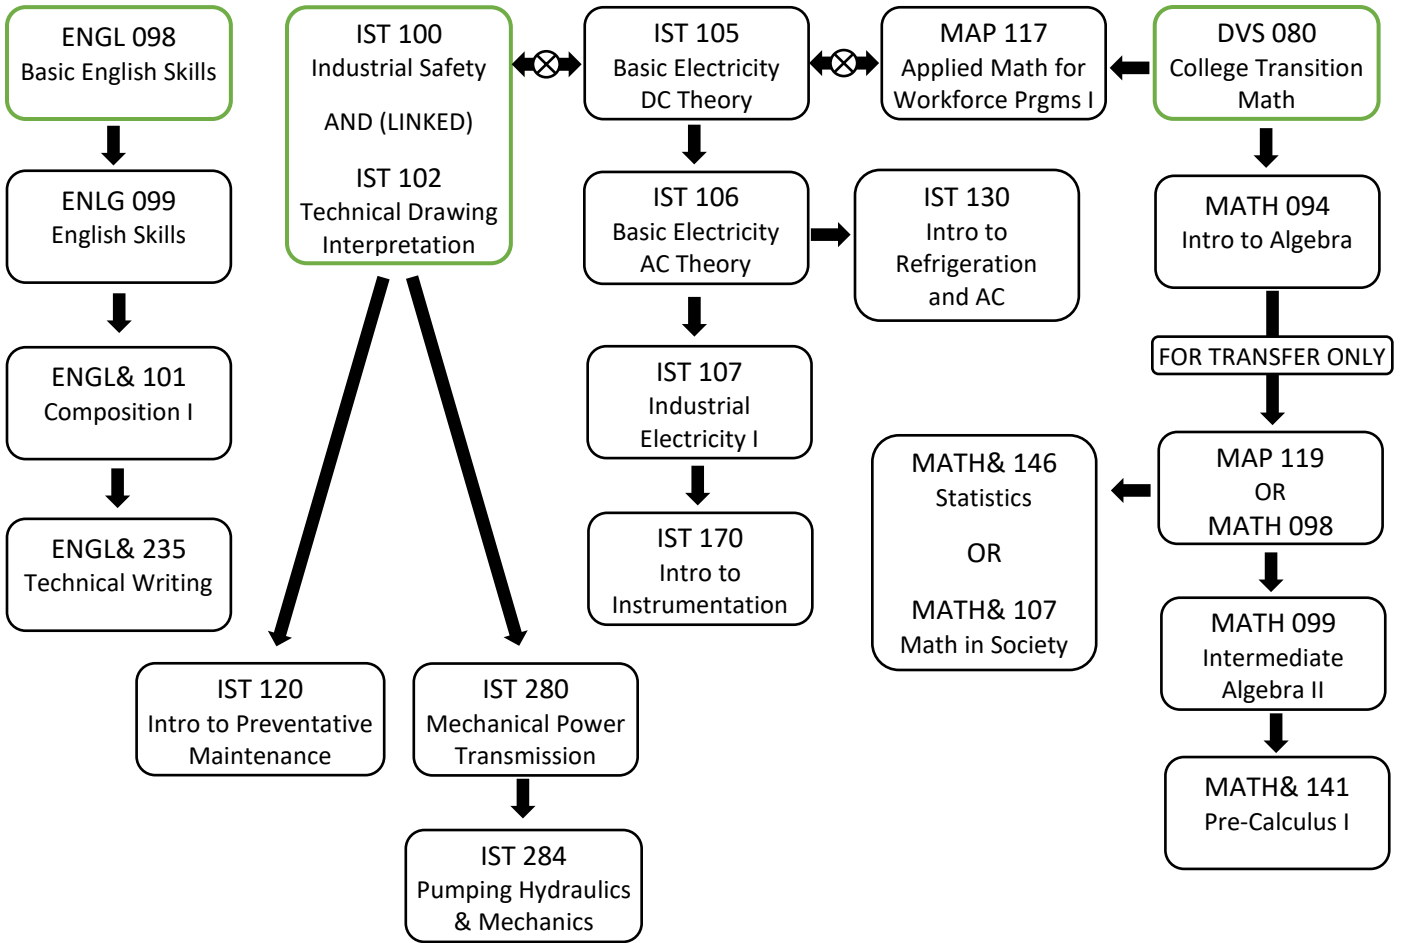 ENGL 098
Basic English Skills
ENLG 099
English Skills
ENGL& 101
Composition I
ENGL& 235
Technical Writing
IST 100
Industrial Safety
AND (LINKED)
IST 102
Technical Drawing
Interpretation
IST 120
Intro to Preventative
Maintenance
IST 280
Mechanical Power
Transmission
IST 284
Pumping Hydraulics
& Mechanics
IST 105
Basic Electricity
DC Theory
IST 106
Basic Electricity
AC Theory
IST 107
Industrial
Electricity I
IST 170
Intro to
Instrumentation
MAP 117
Applied Math for
Workforce Prgms I
IST 130
Intro to
Refrigeration
and AC
DVS 080
College Transition
Math
MATH 094
Intro to Algebra
FOR TRANSFER ONLY
MAP 119
OR
MATH 098
MATH& 146
Statistics
OR
MATH& 107
Math in Society
MATH 099
Intermediate
Algebra II
MATH& 141
Pre-Calculus I